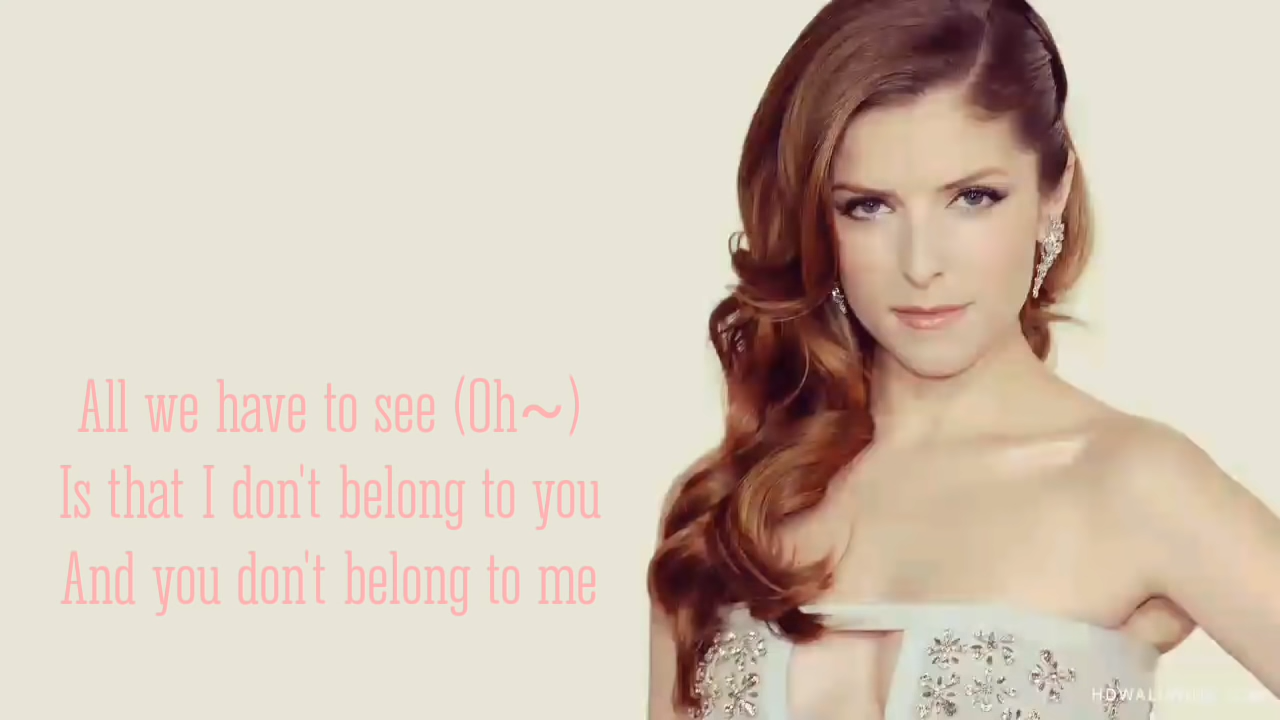 All we have to see (Oh~)
Is that I don't belong to you
And you don't belong to me